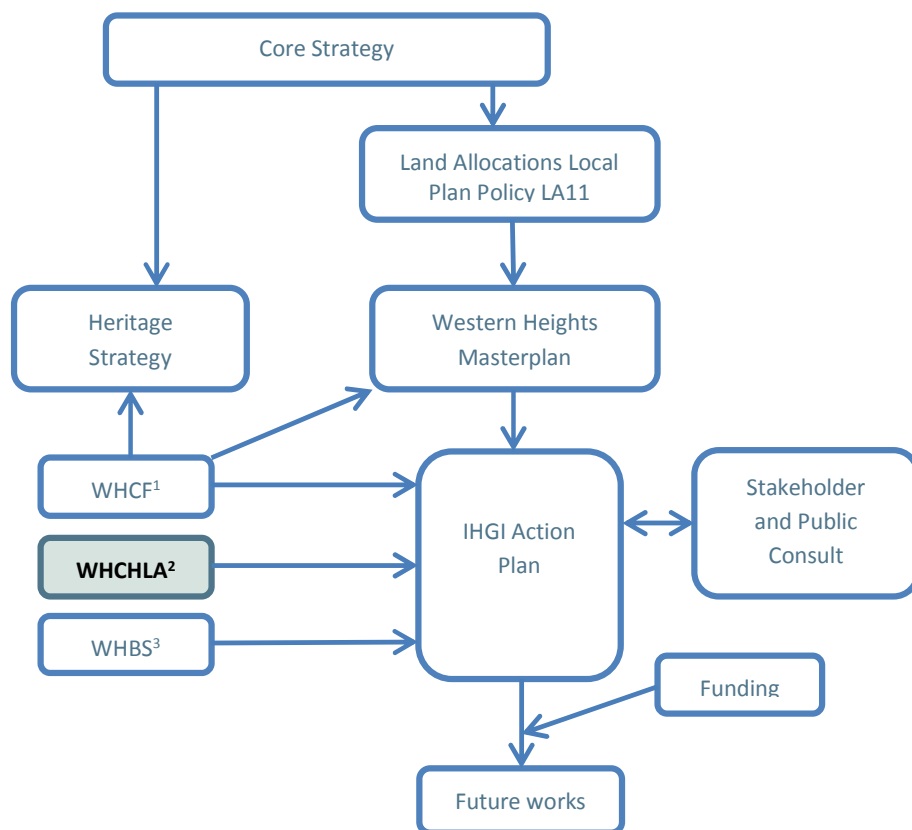 Core Strategy
Land Allocations Local
Plan Policy LA11
Heritage
Strategy
Western Heights
Masterplan
WHCF¹
WHCHLA²
WHBS³
IHGI Action
Plan
Stakeholder
and Public
Consult
Funding
Future works